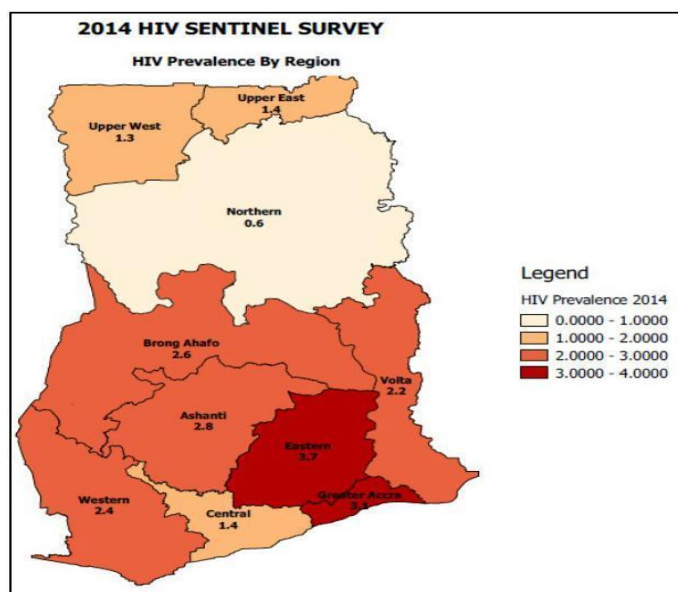 2014 HIV SENTINEL SURVEY
HIV Prevalence By Region
Upper East
1.4
Upper West
1.3
Northern
0.6
Legend
HIV Prevalence 2014
0.0000 - 1.0000
1.0000 - 2.0000
2.0000 - 3.0000
3.0000 - 4.0000
Brong Ahafo
2.6
Volta
2.2
Ashanti
2.8
Eastern
3.7
Greater Accra
3.1
Western
2.4
Central
1.4